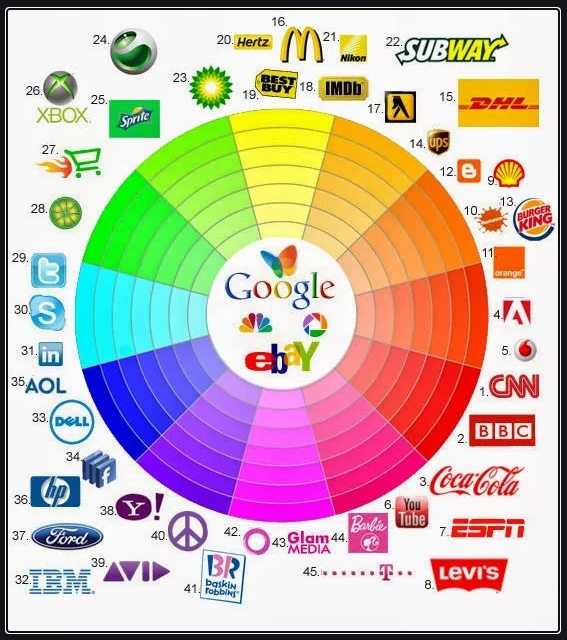 16.
24.
20. Hertz
M
21.
Nikon
22. SUBWAY
23.
19. BEST BUY
18. IMDb
26.
XBOX
25. Sprite
17.
15. DHL
14. ups
27.
12. B
9.
28.
10.
13. BURGER KING
11. orange™
29. t
30. S
31. in
35. AOL
33. DELL
34. f
36. hp
38. Y!
37. Ford
32. IBM
39. AVID
40.
41. BR
baskin
robbins
42.
43. Glam
MEDIA
44. Barbie
45. T
4. A
5.
1. CNN
2. BBC
3. Coca-Cola
6. You
Tube
7. ESPN
8. LEVI'S
Google
ebaY